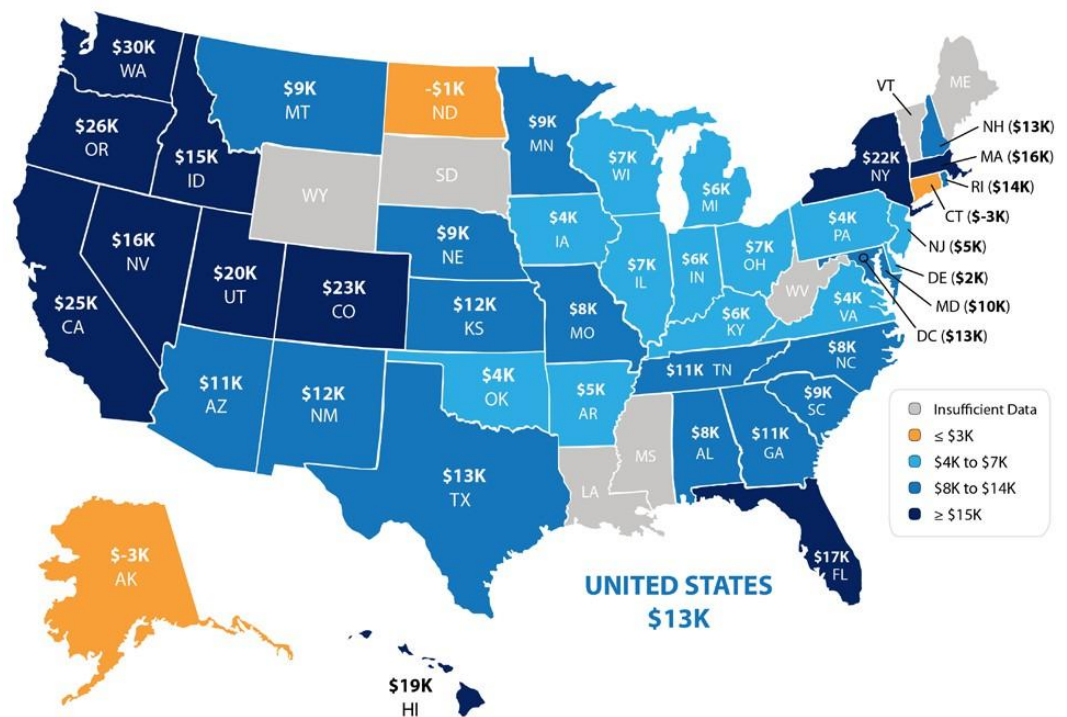 $30K
WA
$26K
OR
$15K
ID
$9K
MT
-$1K
ND
$9K
MN
WY
SD
$7K
WI
$6K
MI
VT
ME
NH ($13K)
$22K
NY
MA ($16K)
RI ($14K)
CT ($-3K)
NJ ($5K)
DE ($2K)
MD ($10K)
DC ($13K)
$25K
CA
$16K
NV
$20K
UT
$23K
CO
$9K
NE
$12K
KS
$4K
IA
$8K
MO
$7K
IL
$6K
IN
$7K
OH
$4K
PA
WV
$4K
VA
$6K
KY
$11K
AZ
$12K
NM
$4K
OK
$5K
AR
$11K TN
$8K
NC
$9K
SC
$13K
TX
LA
MS
$8K
AL
$11K
GA
$17K
FL
$-3K
AK
$19K
HI
UNITED STATES
$13K
Insufficient Data
≤ $3K
$4K to $7K
$8K to $14K
≥ $15K